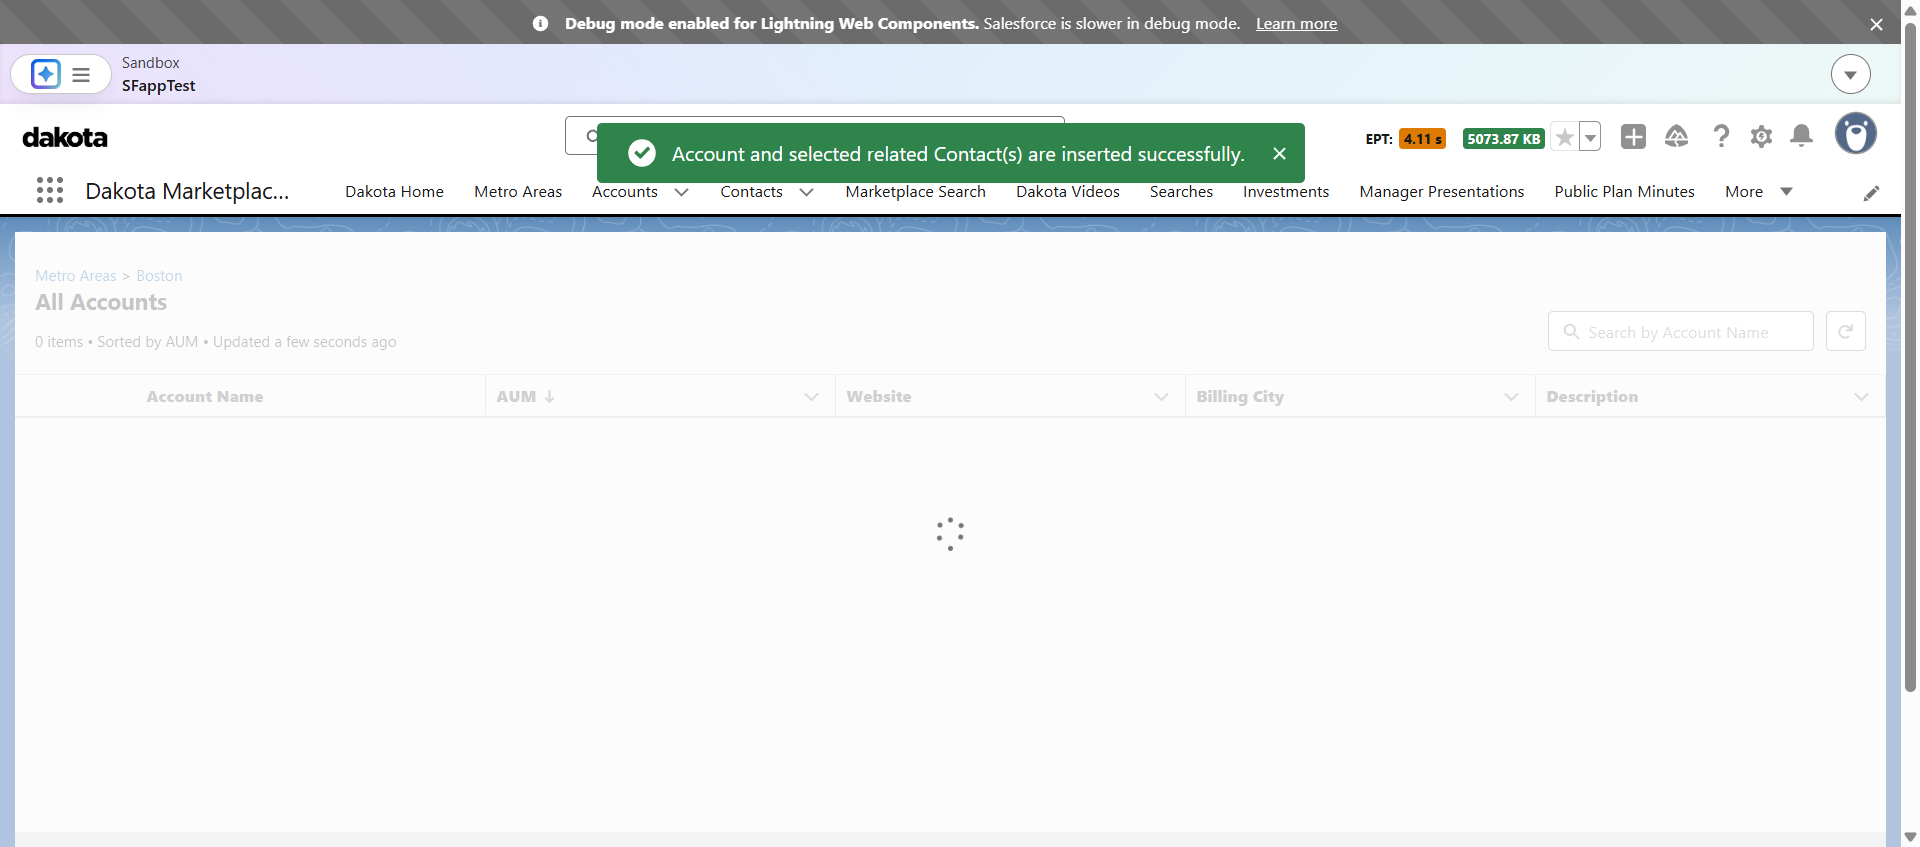 Debug mode enabled for Lightning Web Components. Salesforce is slower in debug mode. Learn more
Sandbox
SFappTest
dakota
Account and selected related Contact(s) are inserted successfully.
EPT: 4.11 s 5073.87 KB
Dakota Marketplac...
Dakota Home Metro Areas Accounts Contacts Marketplace Search Dakota Videos Searches Investments Manager Presentations Public Plan Minutes More
Metro Areas > Boston
All Accounts
0 items • Sorted by AUM • Updated a few seconds ago
Search by Account Name
Account Name AUM Website Billing City Description